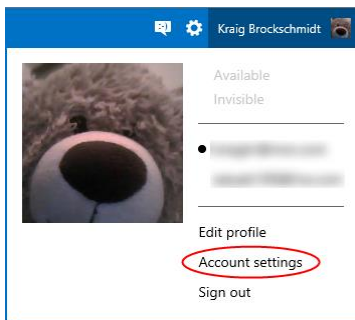 Kraig Brockschmidt
Available
Invisible
Edit profile
Account settings
Sign out